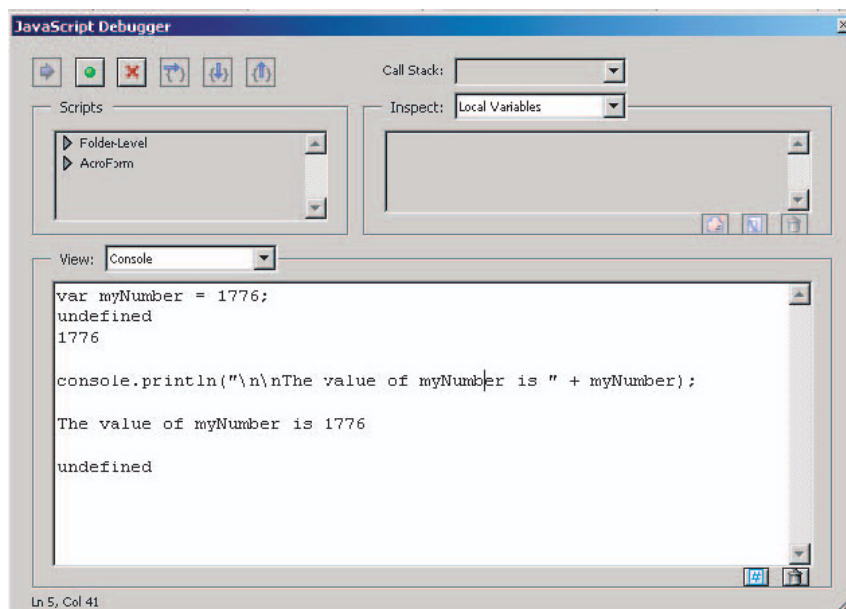 JavaScript Debugger
Call Stack:
Scripts
Inspect: Local Variables
Folder-Level
AcroForm
View: Console
var myNumber = 1776;
undefined
1776
console.println("\n\nThe value of myNumber is " + myNumber);
The value of myNumber is 1776
undefined
Ln 5, Col 41